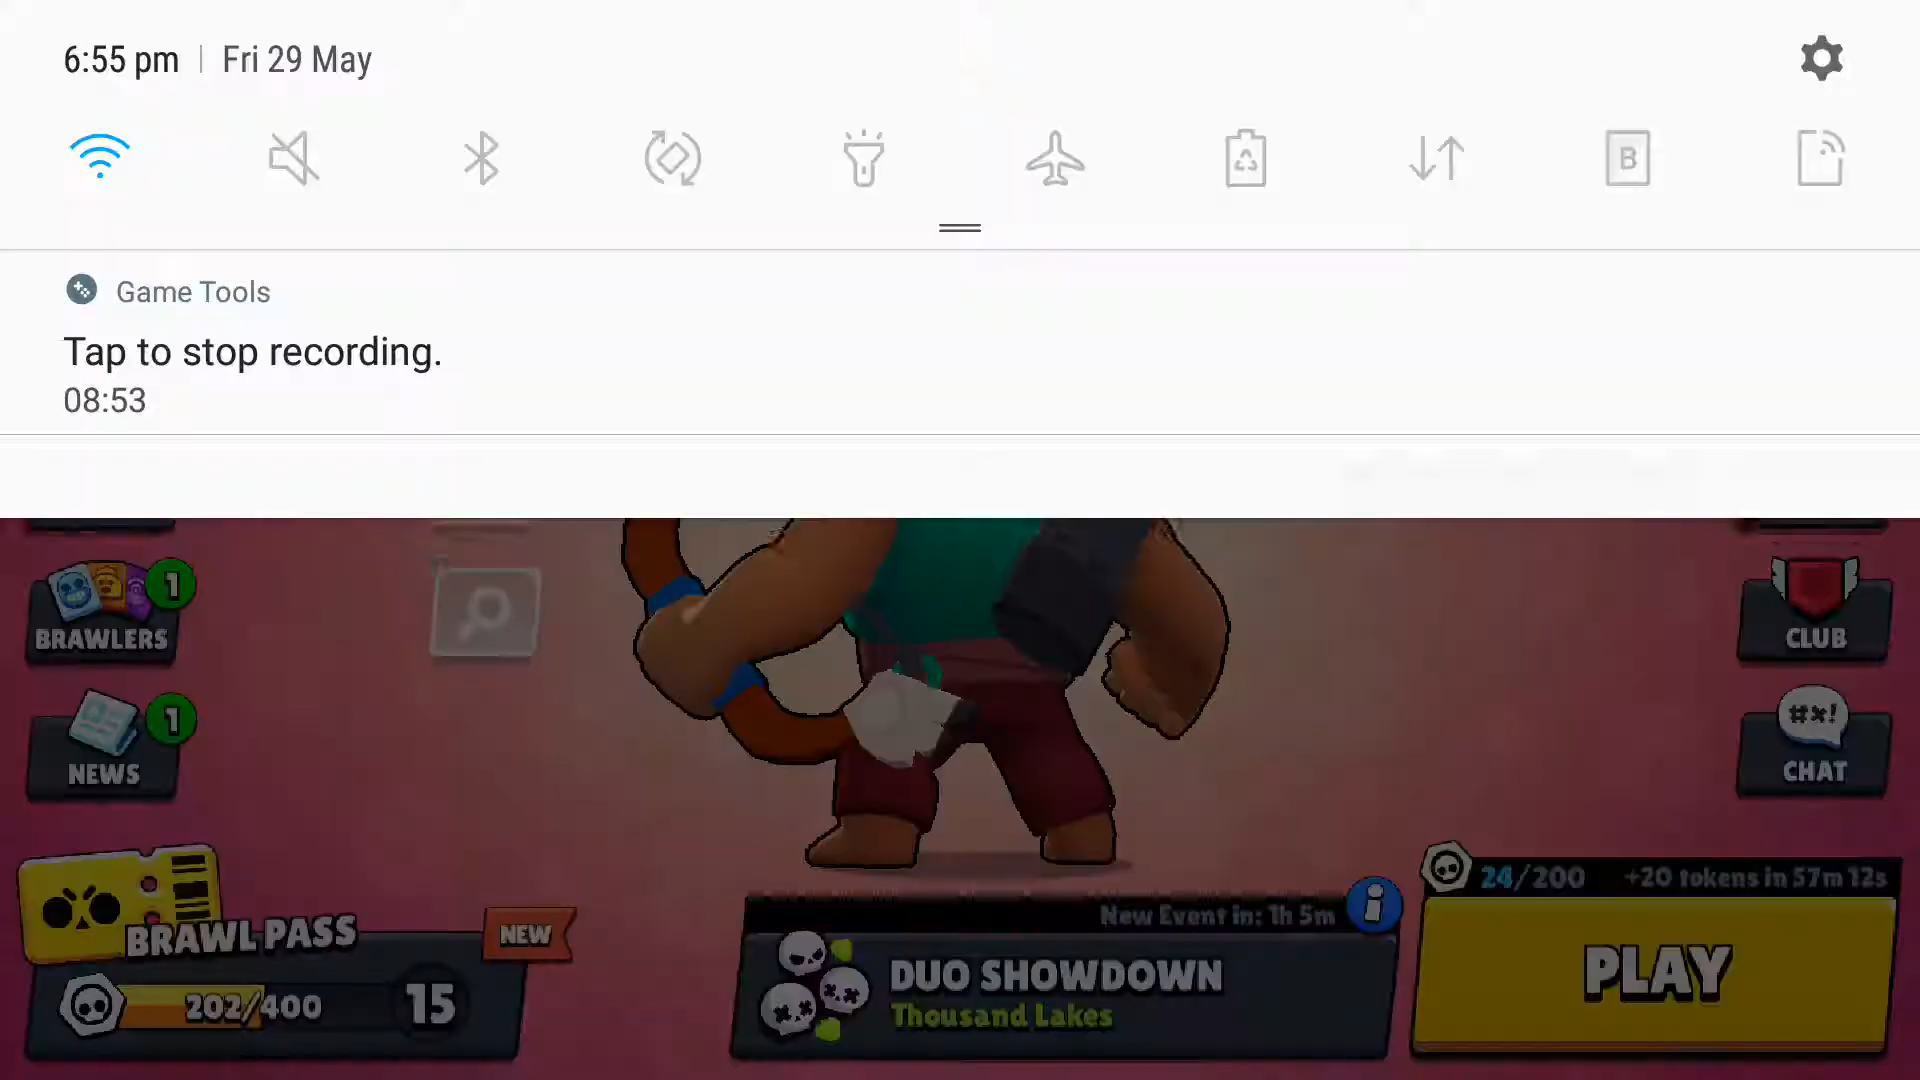 6:55 pm | Fri 29 May
B
Game Tools
Tap to stop recording.
08:53
1
BRAWLERS
CLUB
1
NEWS
#x!
CHAT
24/200 +20 tokens in 57m 12s
New Event in: 1h 5m
BRAWL PASS
NEW
DUO SHOWDOWN
PLAY
202/400 15
Thousand Lakes